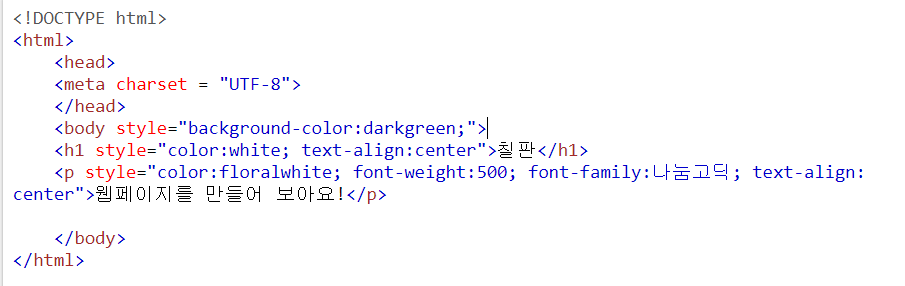 <!DOCTYPE html>
<html>
<head>
<meta charset = "UTF-8">
</head>
<body style="background-color:darkgreen;">
<h1 style="color:white; text-align:center">칠판</h1>
<p style="color:floralwhite; font-weight:500; font-family:나눔고딕; text-align:
center">웹페이지를 만들어 보아요!</p>
</body>
</html>